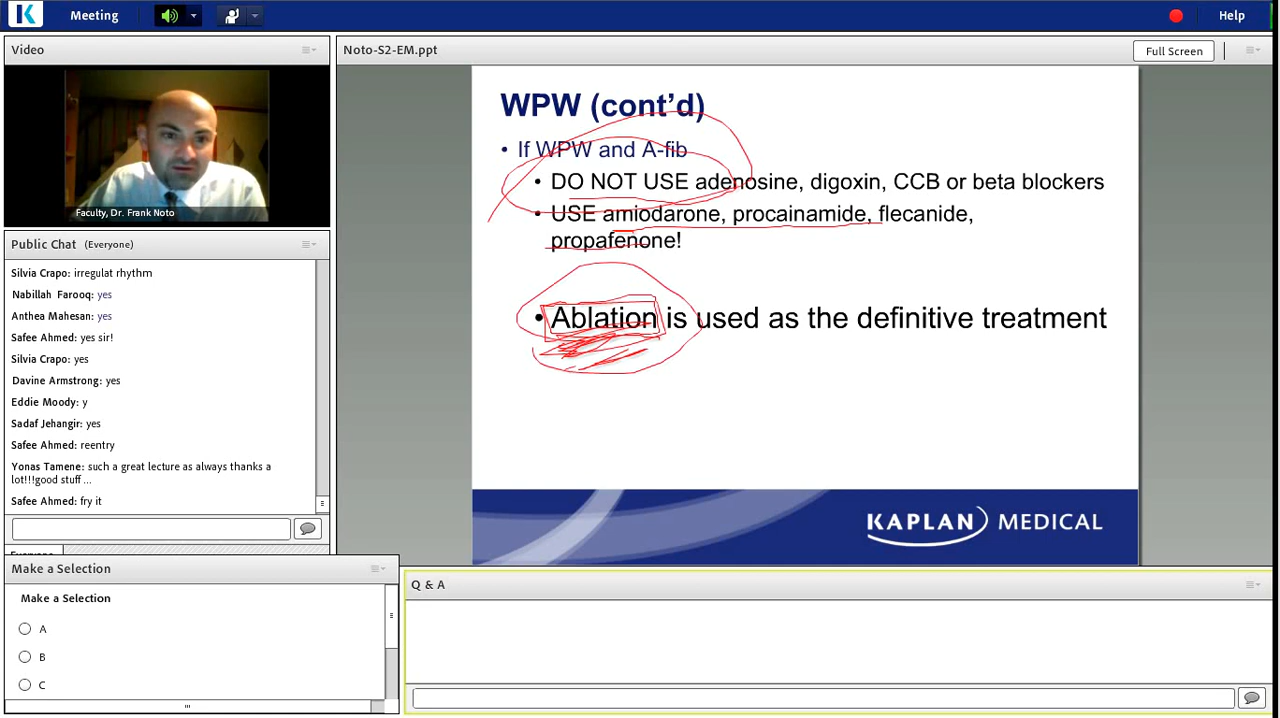 Meeting
Help
Video
Faculty, Dr. Frank Noto
Public Chat (Everyone)
Silvia Crapo: irregulat rhythm
Nabillah Farooq: yes
Anthea Mahesan: yes
Safee Ahmed: yes sir!
Silvia Crapo: yes
Davine Armstrong: yes
Eddie Moody: y
Sadaf Jehangir: yes
Safee Ahmed: reentry
Yonas Tamene: such a great lecture as always thanks a
lot!!!good stuff ...
Safee Ahmed: fry it
Everyone
Make a Selection
Make a Selection
A
B
C
Noto-S2-EM.ppt
Full Screen
WPW (cont’d)
• If WPW and A-fib
• DO NOT USE adenosine, digoxin, CCB or beta blockers
• USE amiodarone, procainamide, flecanide,
propafenone!
• Ablation is used as the definitive treatment
KAPLAN MEDICAL
Q & A